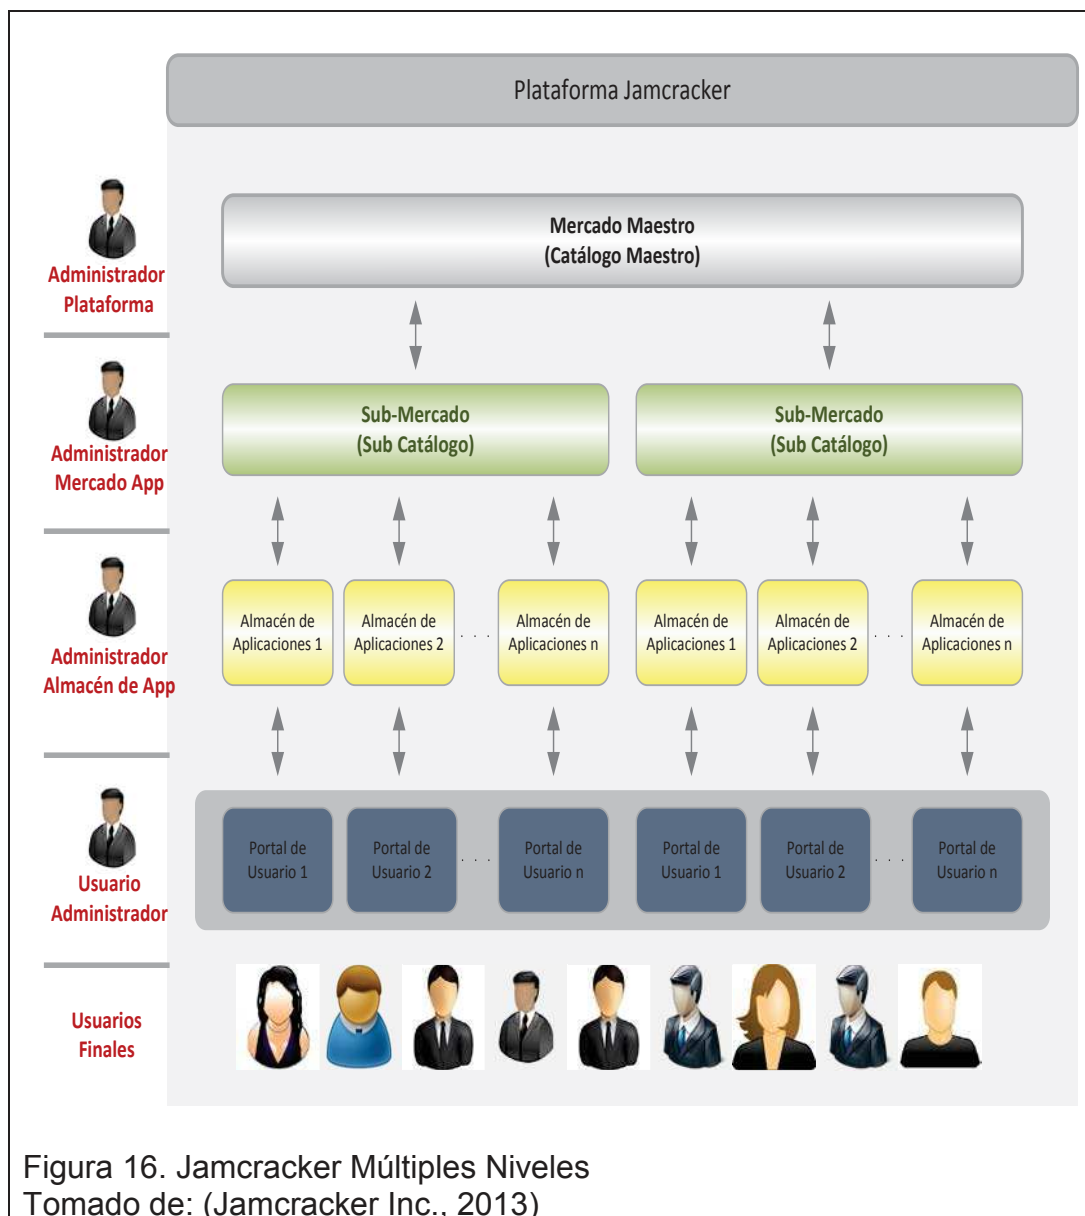 Plataforma Jamcracker
Administrador
Plataforma
Mercado Maestro
(Catálogo Maestro)
Administrador
Mercado App
Sub-Mercado
(Sub Catálogo)
Sub-Mercado
(Sub Catálogo)
Administrador
Almacén de App
Almacén de
Aplicaciones 1
Almacén de
Aplicaciones 2
. . .
Almacén de
Aplicaciones n
Almacén de
Aplicaciones 1
Almacén de
Aplicaciones 2
. . .
Almacén de
Aplicaciones n
Usuario
Administrador
Portal de
Usuario 1
Portal de
Usuario 2
. . .
Portal de
Usuario n
Portal de
Usuario 1
Portal de
Usuario 2
. . .
Portal de
Usuario n
Usuarios
Finales
Figura 16. Jamcracker Múltiples Niveles
Tomado de: (Jamcracker Inc., 2013)